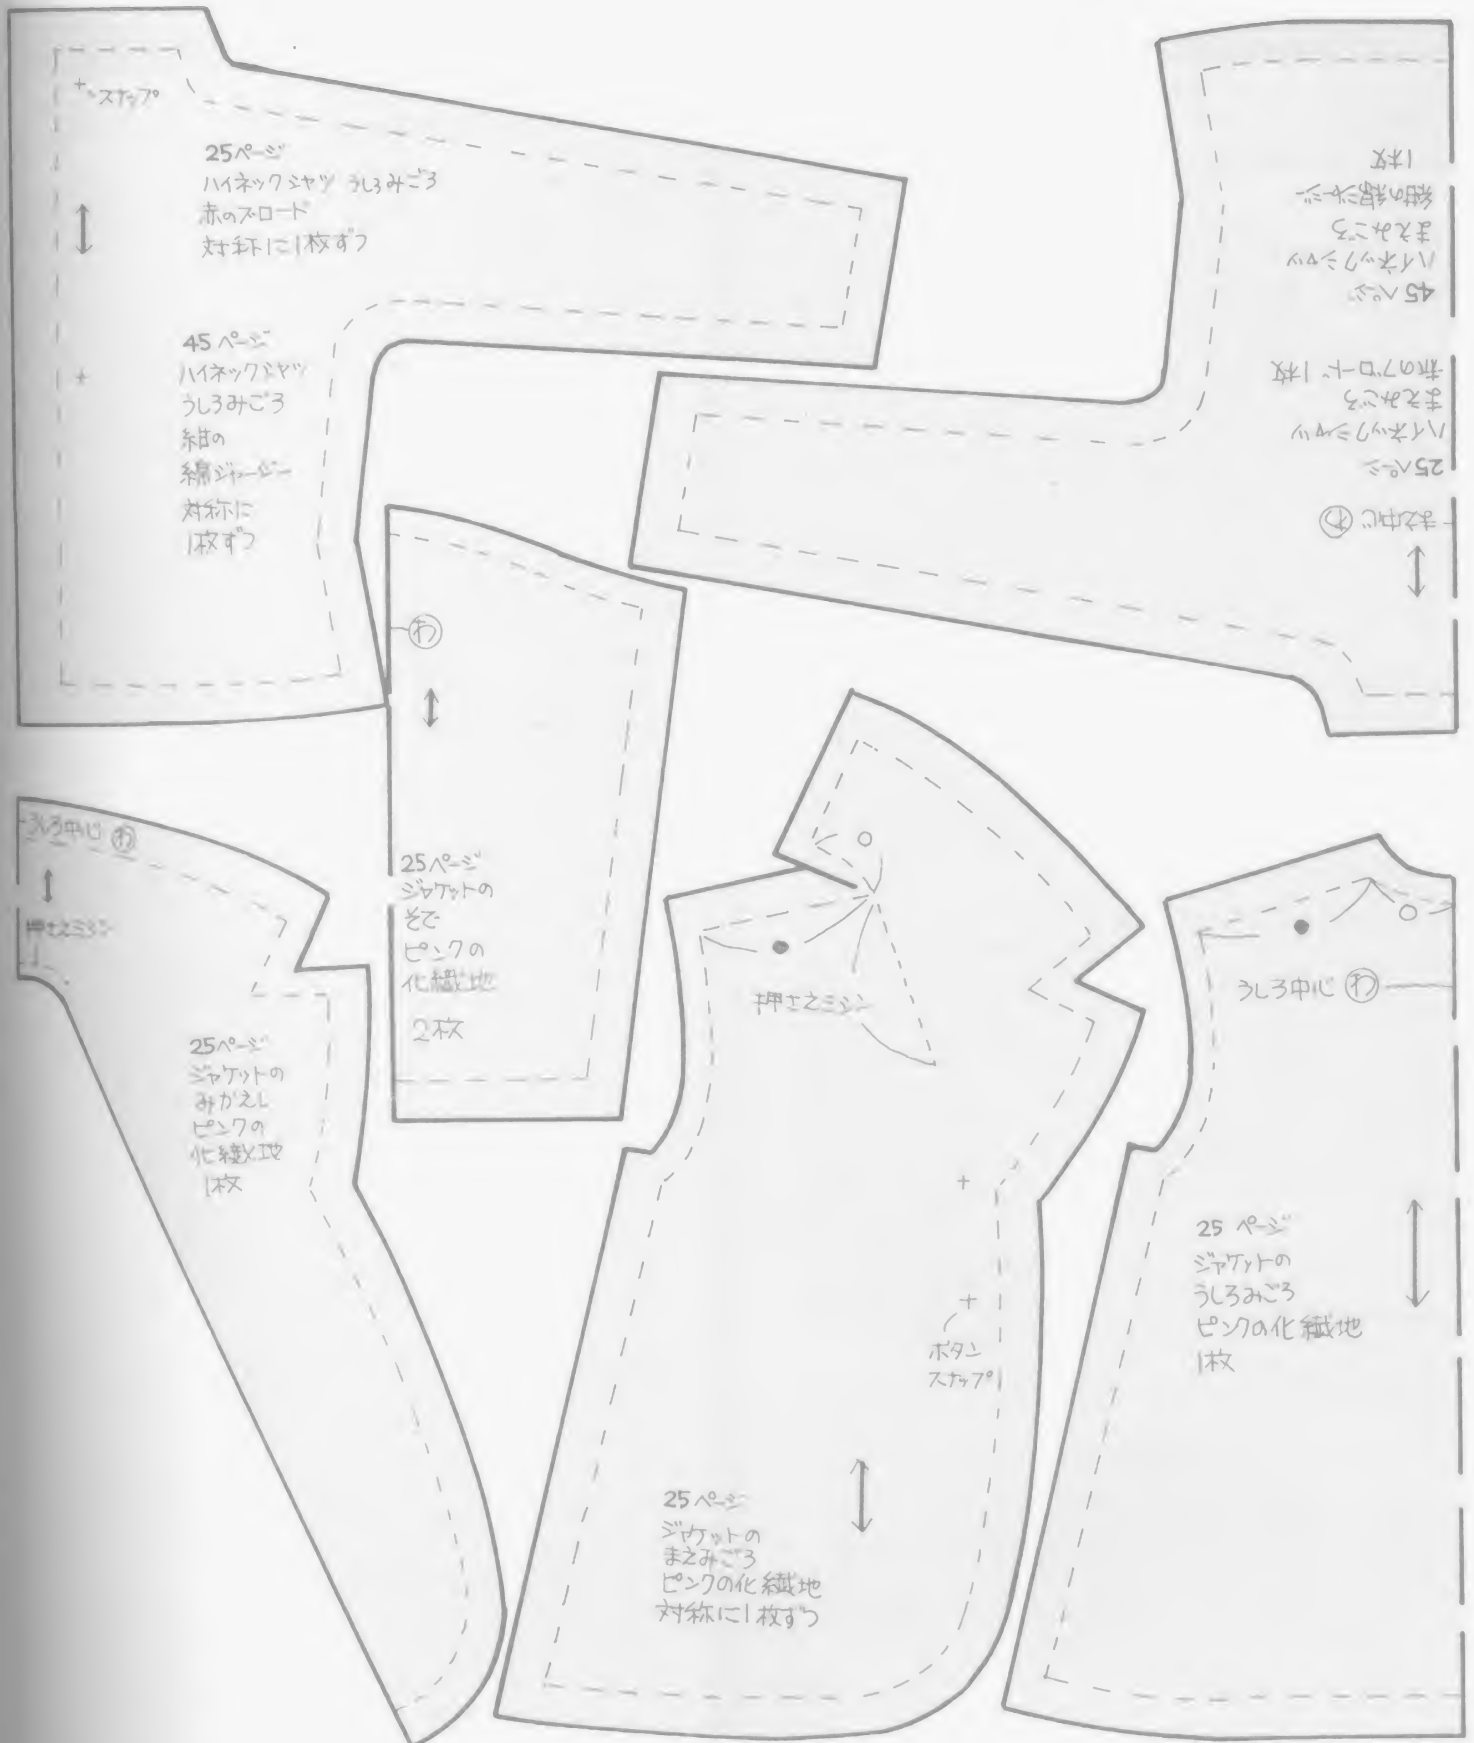 スナップ
25ページ
ハイネックシャツ うしろみごろ
赤のブロード
対称に1枚ずつ
45ページ
ハイネックシャツ
うしろみごろ
紺の
綿ジャージー
対称に
1枚ずつ
45ページ
ハイネックシャツ
まえみごろ
紺の綿ジャージー
1枚
まえ中心 わ
25ページ
ハイネックシャツ
まえみごろ
赤のブロード 1枚
わ
25ページ
ジャケットの
そで
ピンクの
化繊地
2枚
うしろ中心 わ
押さえミシン
25ページ
ジャケットの
みかえし
ピンクの
化繊地
1枚
押さえミシン
ボタン
スナップ
25ページ
ジャケットの
まえみごろ
ピンクの化繊地
対称に1枚ずつ
うしろ中心 わ
25ページ
ジャケットの
うしろみごろ
ピンクの化繊地
1枚